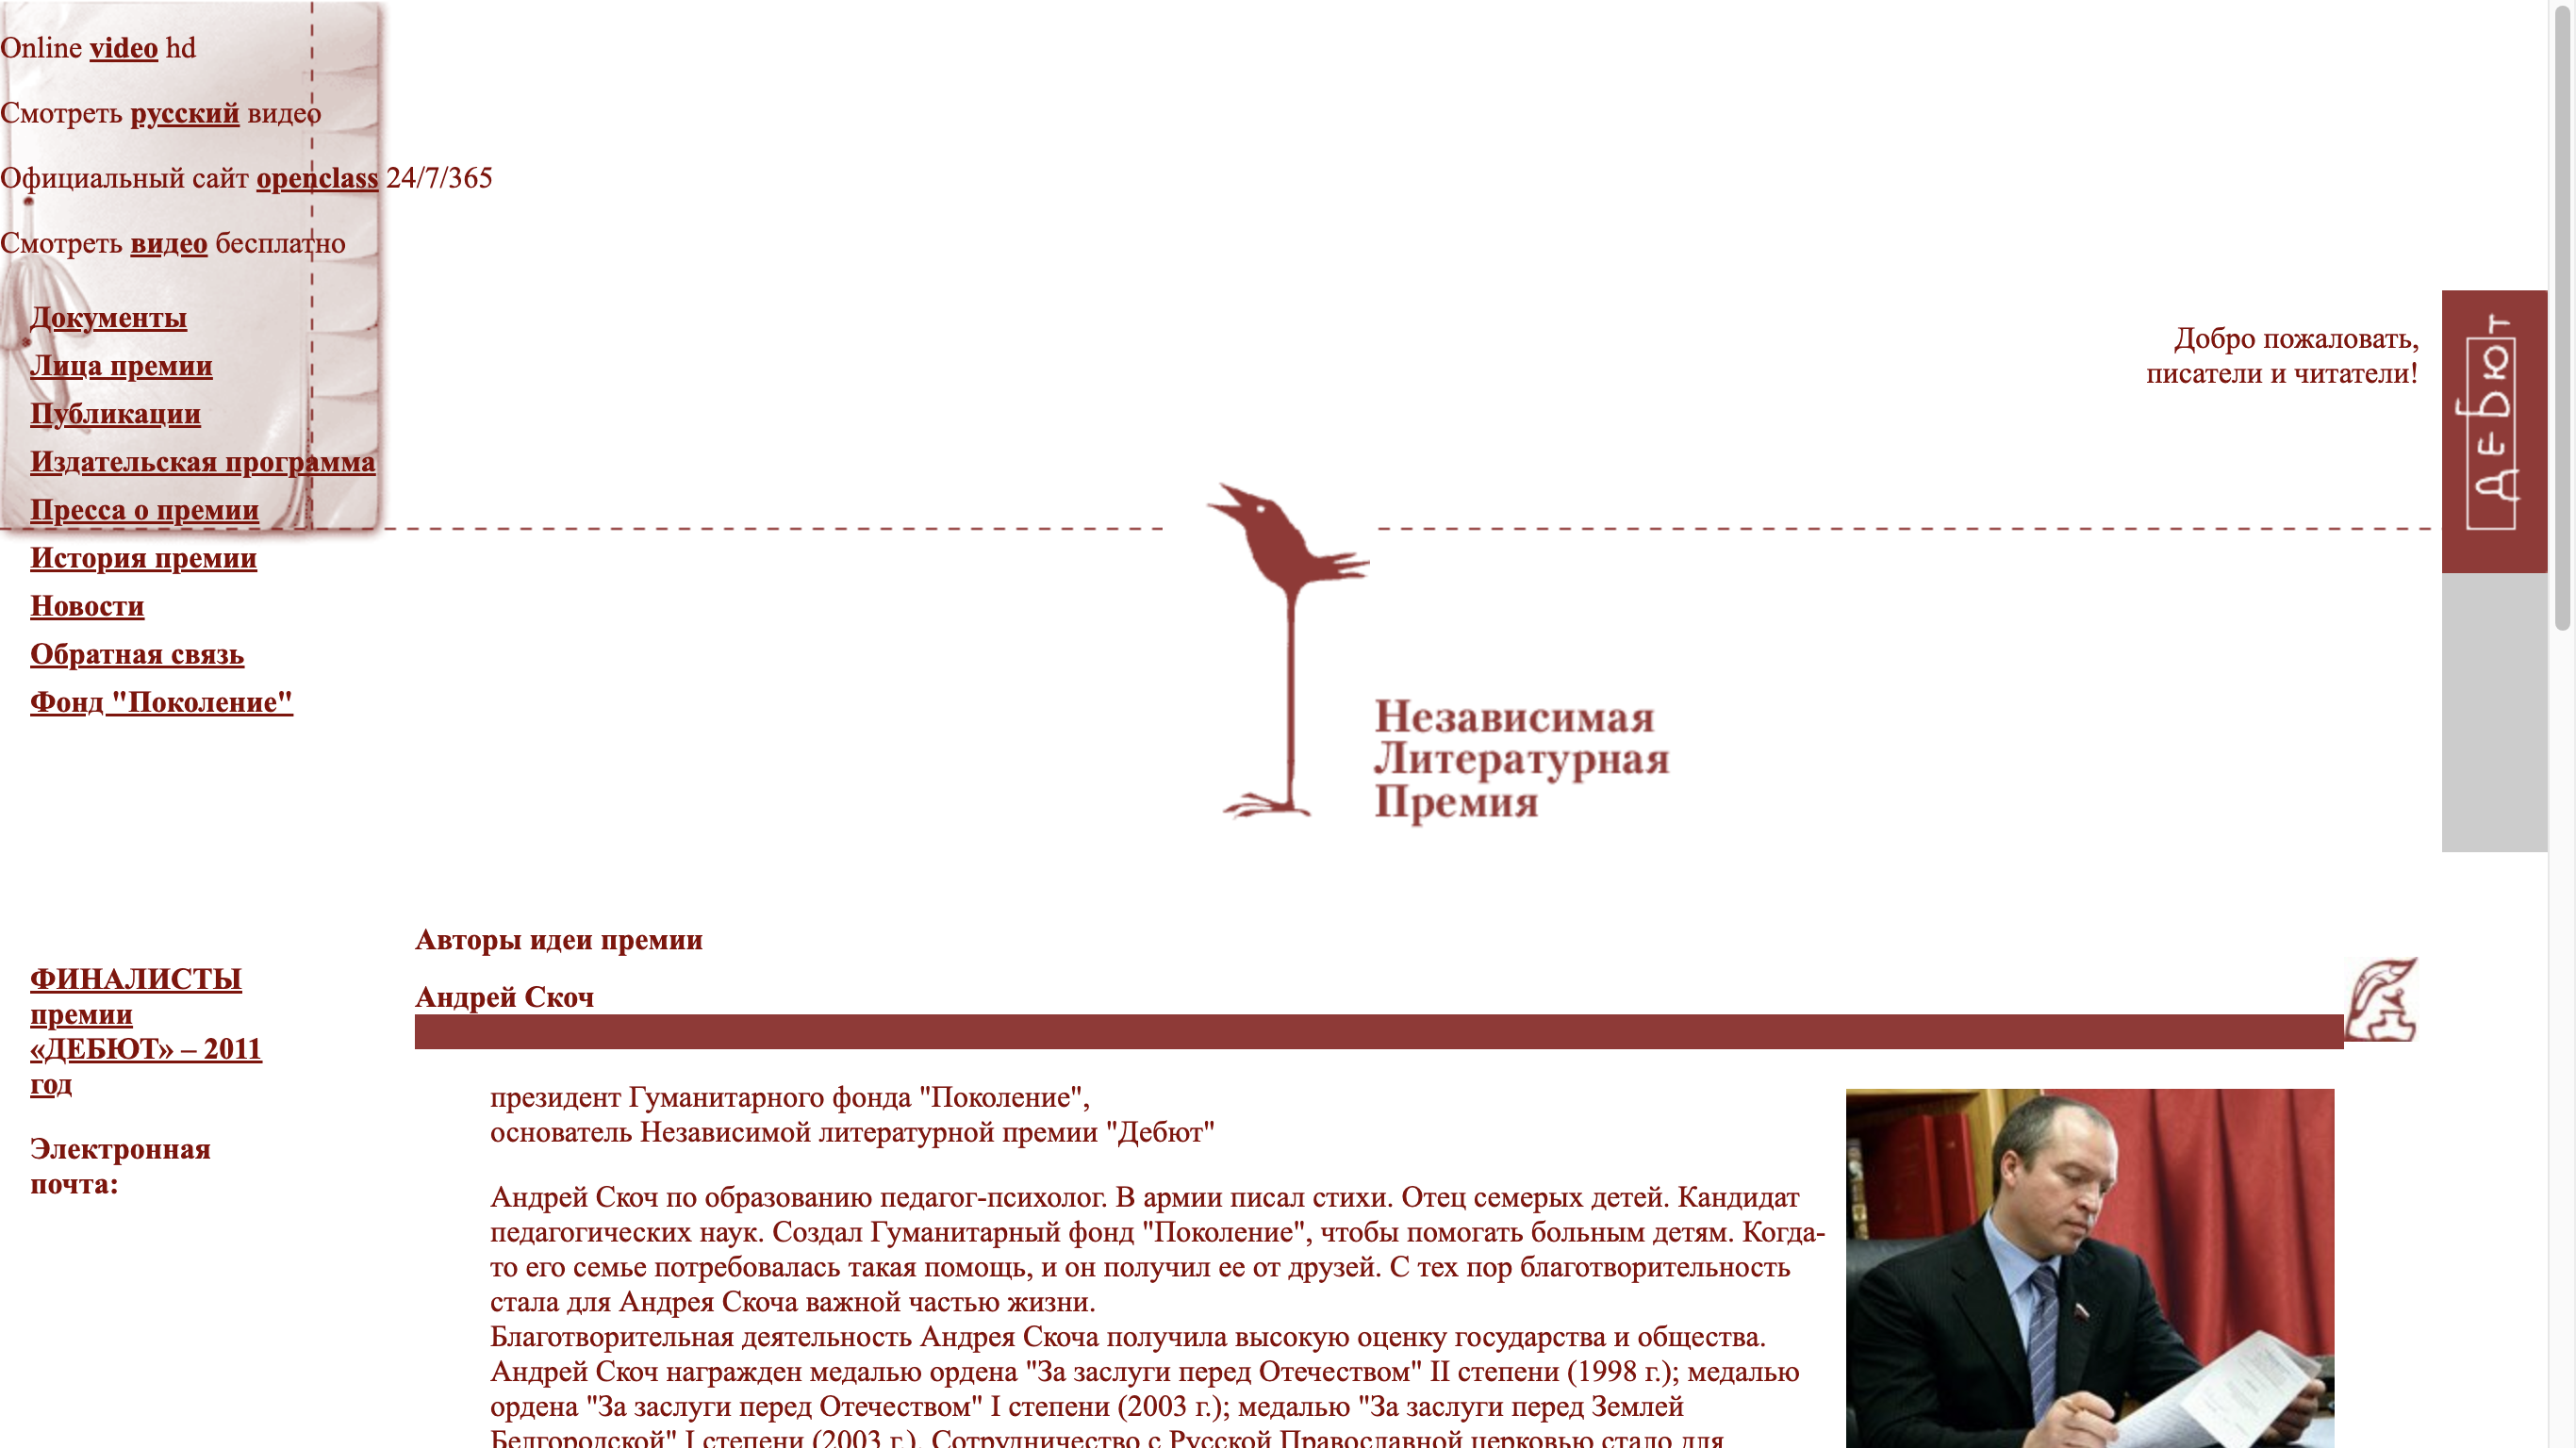 Online video hd
Смотреть русский видео
Официальный сайт openclass 24/7/365
Смотреть видео бесплатно
Документы
Лица премии
Публикации
Издательская программа
Пресса о премии
История премии
Новости
Обратная связь
Фонд "Поколение"
Добро пожаловать,
писатели и читатели!
Дебют
Независимая
Литературная
Премия
ФИНАЛИСТЫ
премии
«ДЕБЮТ» – 2011
год
Электронная
почта:
Авторы идеи премии
Андрей Скоч
президент Гуманитарного фонда "Поколение",
основатель Независимой литературной премии "Дебют"
Андрей Скоч по образованию педагог-психолог. В армии писал стихи. Отец семерых детей. Кандидат
педагогических наук. Создал Гуманитарный фонд "Поколение", чтобы помогать больным детям. Когда-
то его семье потребовалась такая помощь, и он получил ее от друзей. С тех пор благотворительность
стала для Андрея Скоча важной частью жизни.
Благотворительная деятельность Андрея Скоча получила высокую оценку государства и общества.
Андрей Скоч награжден медалью ордена "За заслуги перед Отечеством" II степени (1998 г.); медалью
ордена "За заслуги перед Отечеством" I степени (2003 г.); медалью "За заслуги перед Землей
Белгородской" I степени (2003 г.). Сотрудничество с Русской Православной церковью стало для